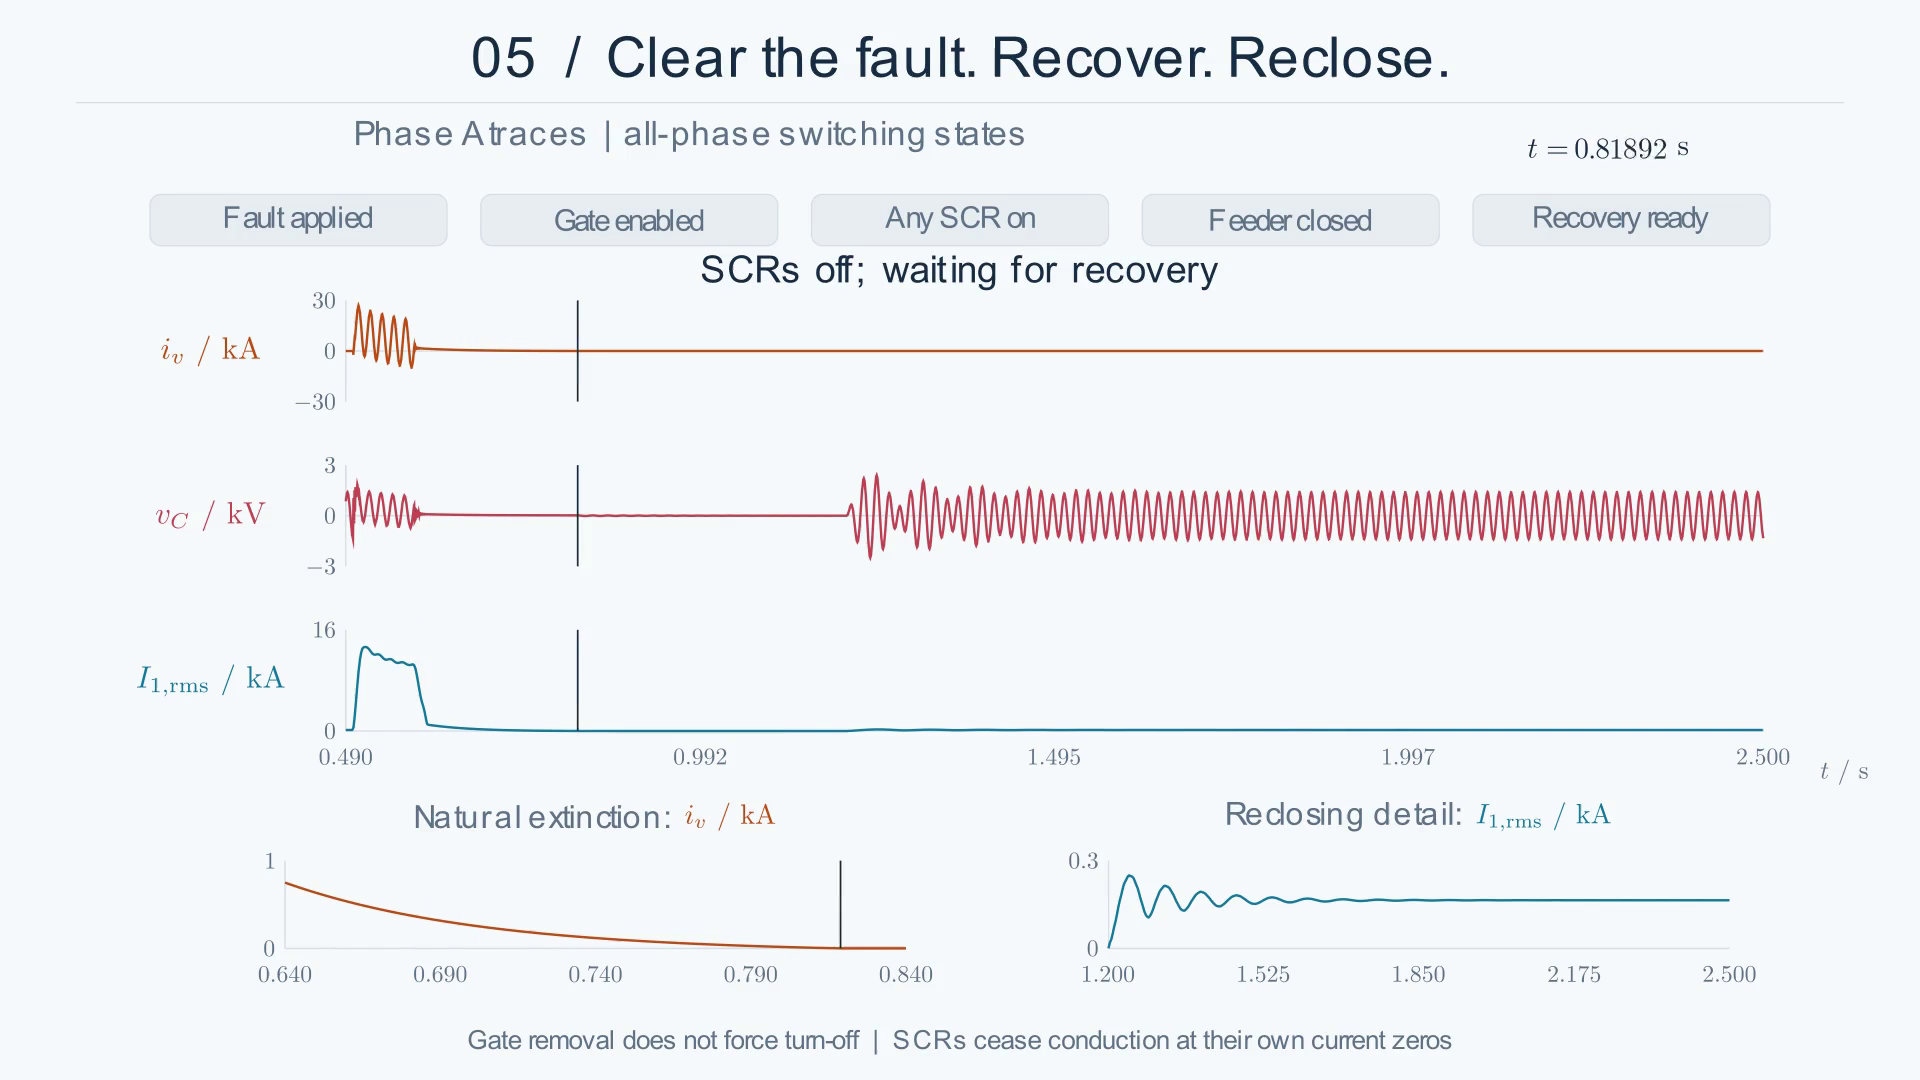 05 / Clear the fault. Recover. Reclose.
Phase A traces | all-phase switching states
t = 0.81892 s
Fault applied
Gate enabled
Any SCR on
Feeder closed
Recovery ready
SCRs off; waiting for recovery
i_v / kA
30
0
−30
v_C / kV
3
0
−3
I_1,rms / kA
16
0
0.490 0.992 1.495 1.997 2.500
t / s
Natural extinction: i_v / kA
1
0
0.640 0.690 0.740 0.790 0.840
Reclosing detail: I_1,rms / kA
0.3
0
1.200 1.525 1.850 2.175 2.500
Gate removal does not force turn-off | SCRs cease conduction at their own current zeros